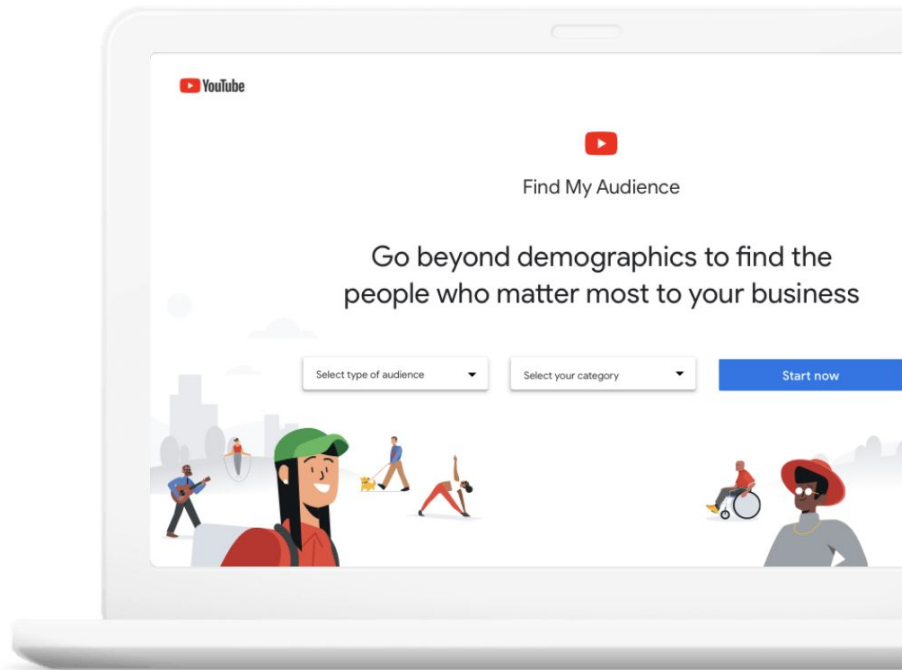 YouTube
Find My Audience
Go beyond demographics to find the
people who matter most to your business
Select type of audience
Select your category
Start now